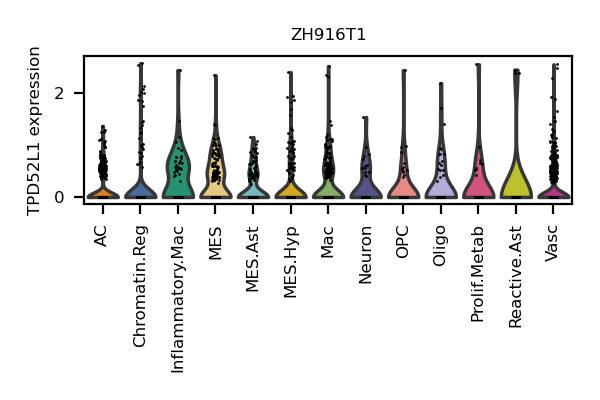 ZH916T1
TPD52L1 expression
2
0
AC
Chromatin.Reg
Inflammatory.Mac
MES
MES.Ast
MES.Hyp
Mac
Neuron
OPC
Oligo
Prolif.Metab
Reactive.Ast
Vasc